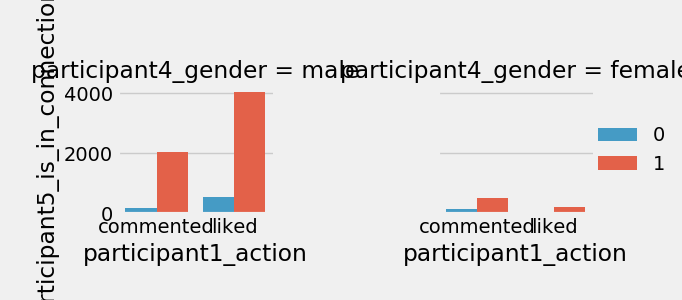 participant4_gender = male
participant4_gender = female
4000
2000
0
0
1
commented
liked
commented
liked
participant1_action
participant1_action